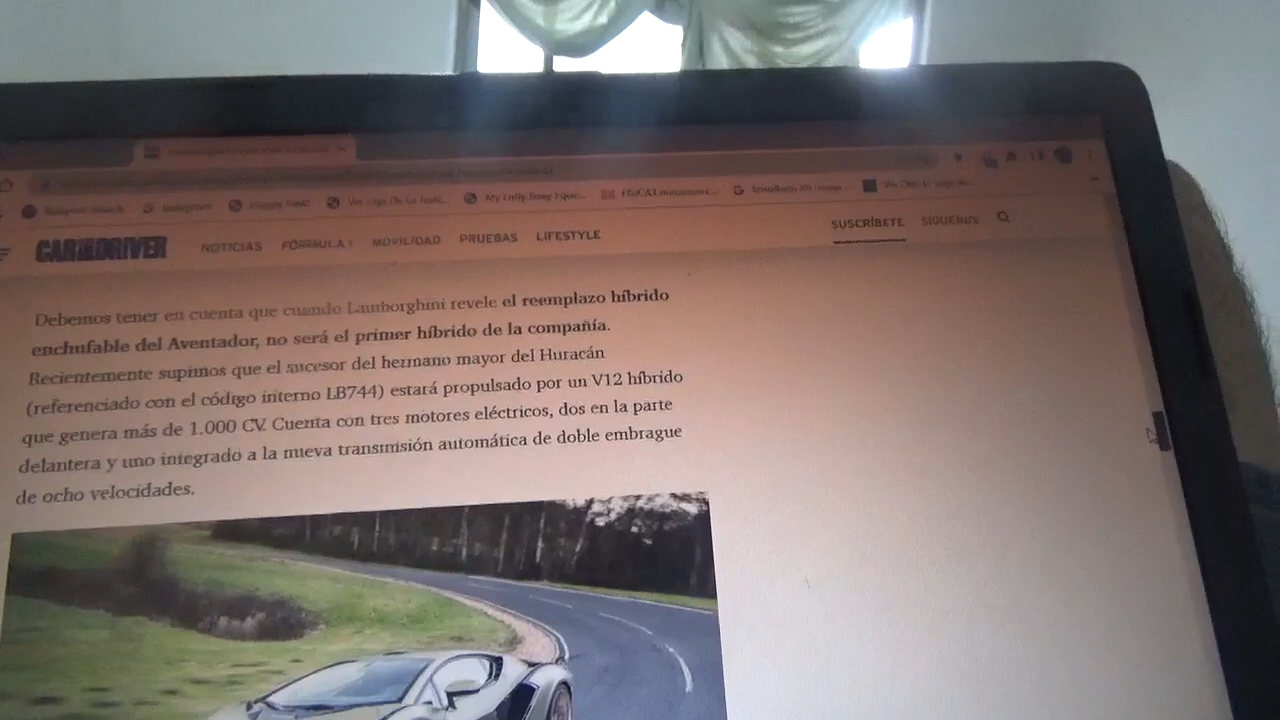 CAR AND DRIVER
NOTICIAS FÓRMULA 1 MOVILIDAD PRUEBAS LIFESTYLE
SUSCRÍBETE SÍGUENOS
Debemos tener en cuenta que cuando Lamborghini revele el reemplazo híbrido
enchufable del Aventador, no será el primer híbrido de la compañía.
Recientemente supimos que el sucesor del hermano mayor del Huracán
(referenciado con el código interno LB744) estará propulsado por un V12 híbrido
que genera más de 1.000 CV. Cuenta con tres motores eléctricos, dos en la parte
delantera y uno integrado a la nueva transmisión automática de doble embrague
de ocho velocidades.